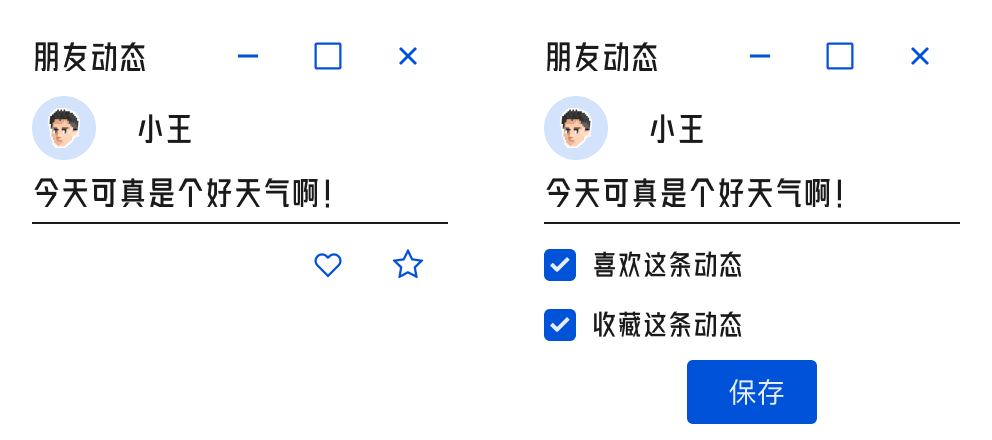 朋友动态
小王
今天可真是个好天气啊！
朋友动态
小王
今天可真是个好天气啊！
喜欢这条动态
收藏这条动态
保存